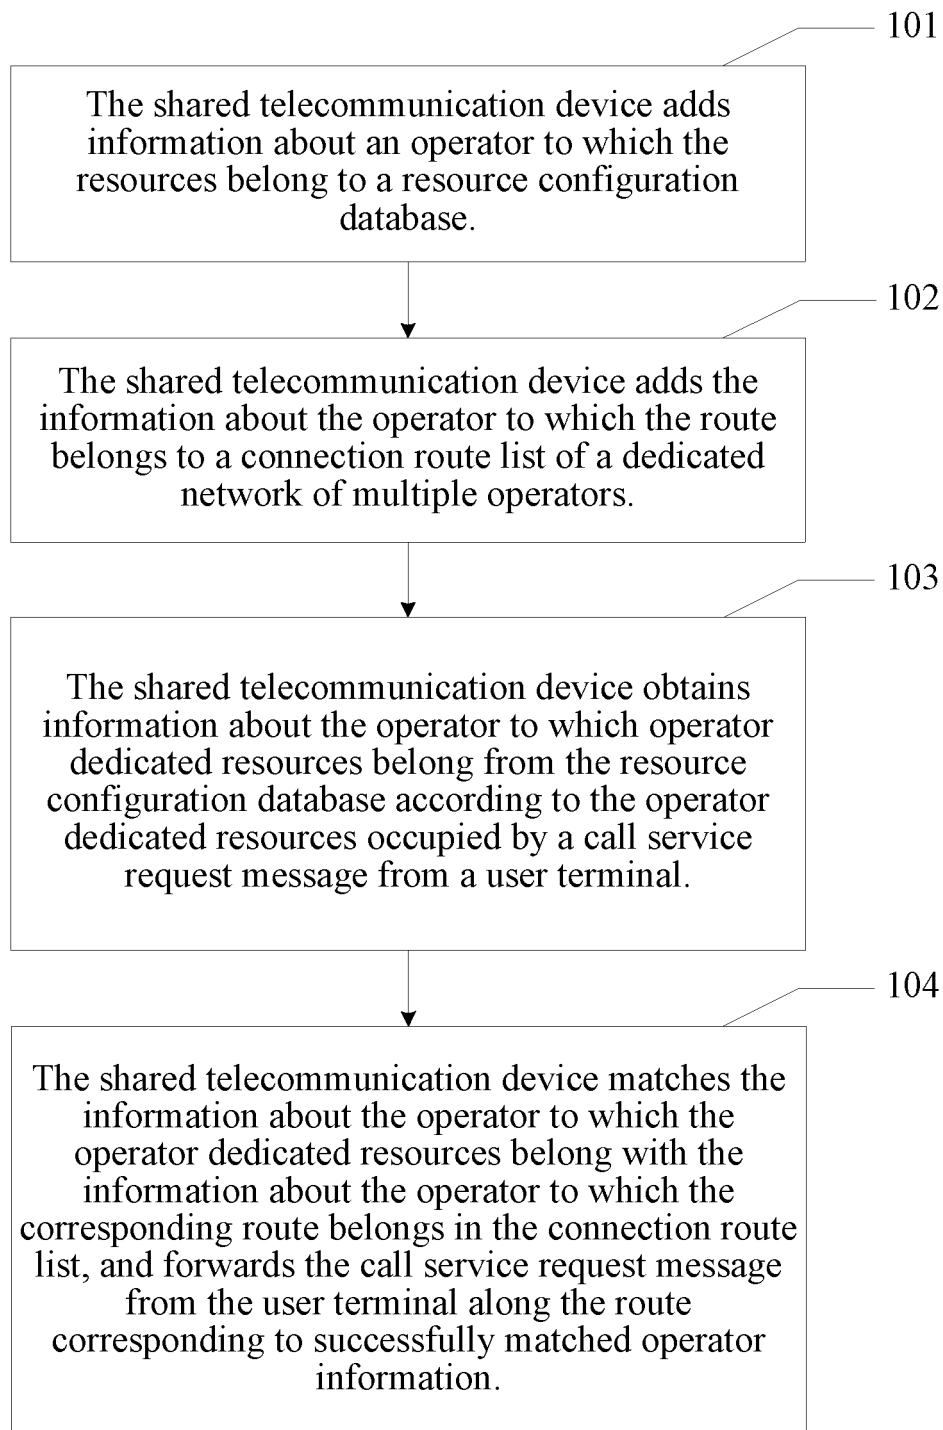 101
The shared telecommunication device adds
information about an operator to which the
resources belong to a resource configuration
database.
102
The shared telecommunication device adds the
information about the operator to which the route
belongs to a connection route list of a dedicated
network of multiple operators.
103
The shared telecommunication device obtains
information about the operator to which operator
dedicated resources belong from the resource
configuration database according to the operator
dedicated resources occupied by a call service
request message from a user terminal.
104
The shared telecommunication device matches the
information about the operator to which the
operator dedicated resources belong with the
information about the operator to which the
corresponding route belongs in the connection route
list, and forwards the call service request message
from the user terminal along the route
corresponding to successfully matched operator
information.